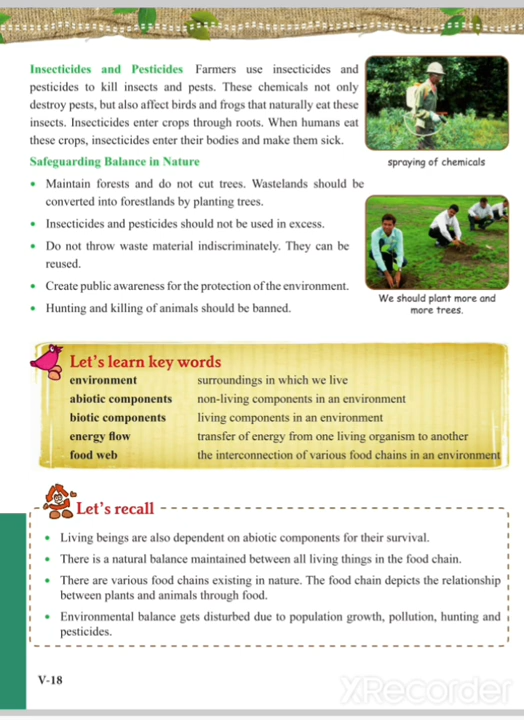 Insecticides and Pesticides Farmers use insecticides and
pesticides to kill insects and pests. These chemicals not only
destroy pests, but also affect birds and frogs that naturally eat these
insects. Insecticides enter crops through roots. When humans eat
these crops, insecticides enter their bodies and make them sick.
spraying of chemicals
Safeguarding Balance in Nature
• Maintain forests and do not cut trees. Wastelands should be
converted into forestlands by planting trees.
• Insecticides and pesticides should not be used in excess.
• Do not throw waste material indiscriminately. They can be
reused.
• Create public awareness for the protection of the environment.
• Hunting and killing of animals should be banned.
We should plant more and
more trees.
Let's learn key words
environment surroundings in which we live
abiotic components non-living components in an environment
biotic components living components in an environment
energy flow transfer of energy from one living organism to another
food web the interconnection of various food chains in an environment
Let's recall
• Living beings are also dependent on abiotic components for their survival.
• There is a natural balance maintained between all living things in the food chain.
• There are various food chains existing in nature. The food chain depicts the relationship
between plants and animals through food.
• Environmental balance gets disturbed due to population growth, pollution, hunting and
pesticides.
V-18
XRecorder